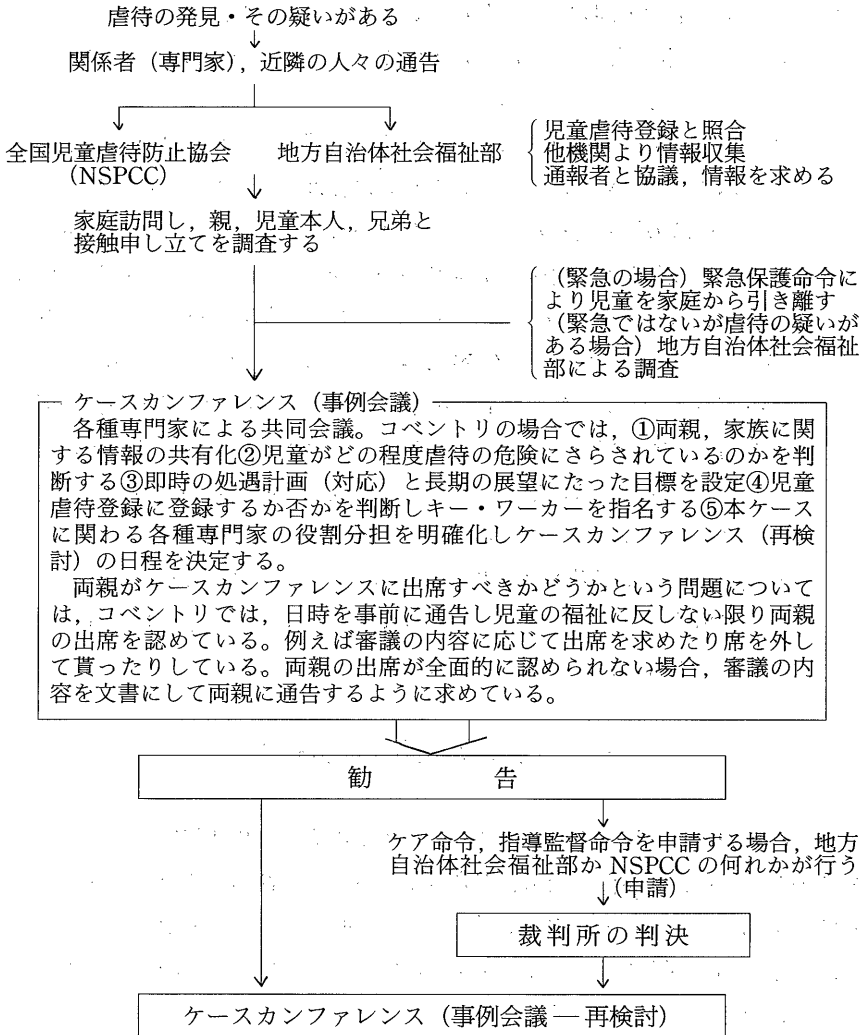 虐待の発見・その疑いがある
関係者（専門家），近隣の人々の通告
全国児童虐待防止協会
(NSPCC)
地方自治体社会福祉部
児童虐待登録と照合
他機関より情報収集
通報者と協議，情報を求める
家庭訪問し，親，児童本人，兄弟と
接触申し立てを調査する
（緊急の場合）緊急保護命令に
より児童を家庭から引き離す
（緊急ではないが虐待の疑いが
ある場合）地方自治体社会福祉
部による調査
ケースカンファレンス（事例会議）
各種専門家による共同会議。コベントリの場合では，①両親，家族に関
する情報の共有化②児童がどの程度虐待の危険にさらされているのかを判
断する③即時の処遇計画（対応）と長期の展望にたった目標を設定④児童
虐待登録に登録するか否かを判断しキー・ワーカーを指名する⑤本ケース
に関わる各種専門家の役割分担を明確化しケースカンファレンス（再検
討）の日程を決定する。
両親がケースカンファレンスに出席すべきかどうかという問題について
は，コベントリでは，日時を事前に通告し児童の福祉に反しない限り両親
の出席を認めている。例えば審議の内容に応じて出席を求めたり席を外し
て貰ったりしている。両親の出席が全面的に認められない場合，審議の内
容を文書にして両親に通告するように求めている。
勧 告
ケア命令，指導監督命令を申請する場合，地方
自治体社会福祉部か NSPCC の何れかが行う
（申請）
裁判所の判決
ケースカンファレンス（事例会議―再検討）